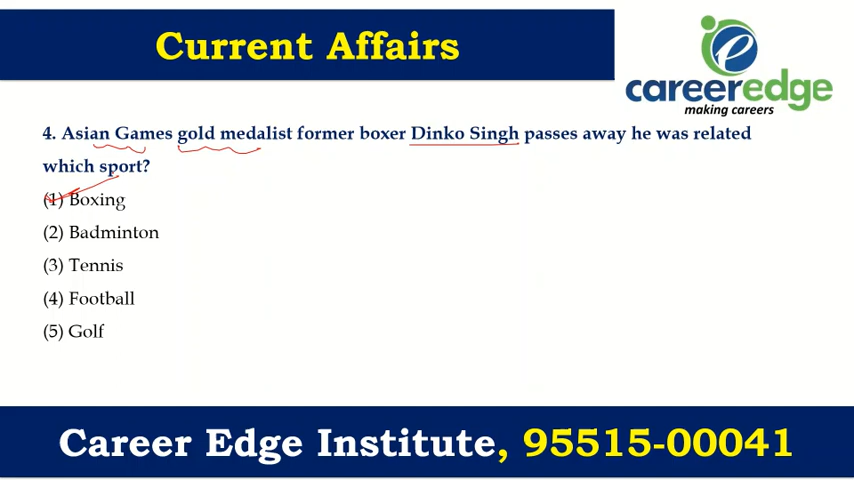 Current Affairs
careeredge
making careers
4. Asian Games gold medalist former boxer Dinko Singh passes away he was related
which sport?
(1) Boxing
(2) Badminton
(3) Tennis
(4) Football
(5) Golf
Career Edge Institute, 95515-00041